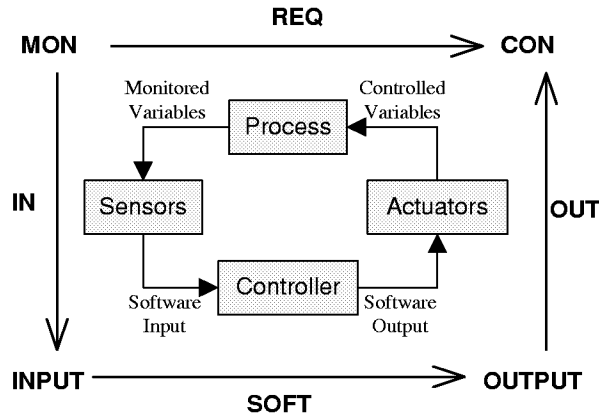 REQ
MON
CON
Monitored
Variables
Controlled
Variables
Process
IN
Sensors
Actuators
OUT
Controller
Software
Input
Software
Output
INPUT
OUTPUT
SOFT